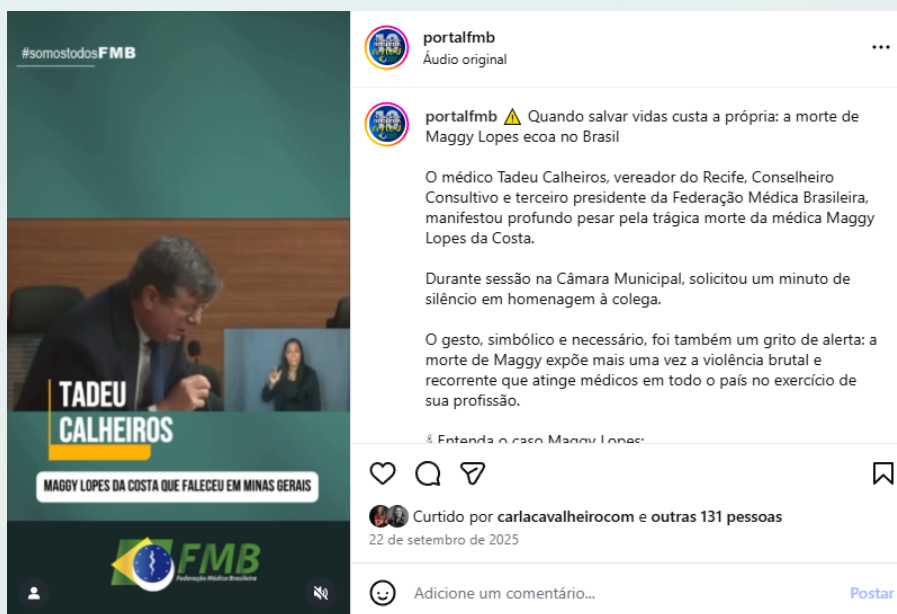 #somostodosFMB
TADEU
CALHEIROS
MAGGY LOPES DA COSTA QUE FALECEU EM MINAS GERAIS
FMB
Federação Médica Brasileira
portalfmb
Áudio original
portalfmb ⚠️ Quando salvar vidas custa a própria: a morte de
Maggy Lopes ecoa no Brasil
O médico Tadeu Calheiros, vereador do Recife, Conselheiro
Consultivo e terceiro presidente da Federação Médica Brasileira,
manifestou profundo pesar pela trágica morte da médica Maggy
Lopes da Costa.
Durante sessão na Câmara Municipal, solicitou um minuto de
silêncio em homenagem à colega.
O gesto, simbólico e necessário, foi também um grito de alerta: a
morte de Maggy expõe mais uma vez a violência brutal e
recorrente que atinge médicos em todo o país no exercício de
sua profissão.
Entenda o caso Maggy Lopes:
Curtido por carlacavalheirocom e outras 131 pessoas
22 de setembro de 2025
Adicione um comentário...
Postar